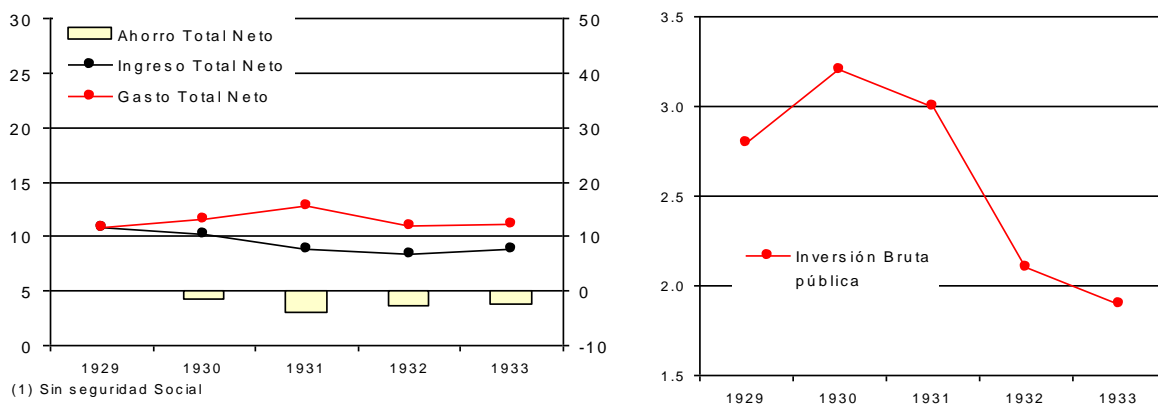 30
25
20
15
10
5
0
Ahorro Total Neto
Ingreso Total Neto
Gasto Total Neto
50
40
30
20
10
0
-10
1929 1930 1931 1932 1933
(1) Sin seguridad Social
3.5
3.0
2.5
2.0
1.5
Inversión Bruta
pública
1929 1930 1931 1932 1933